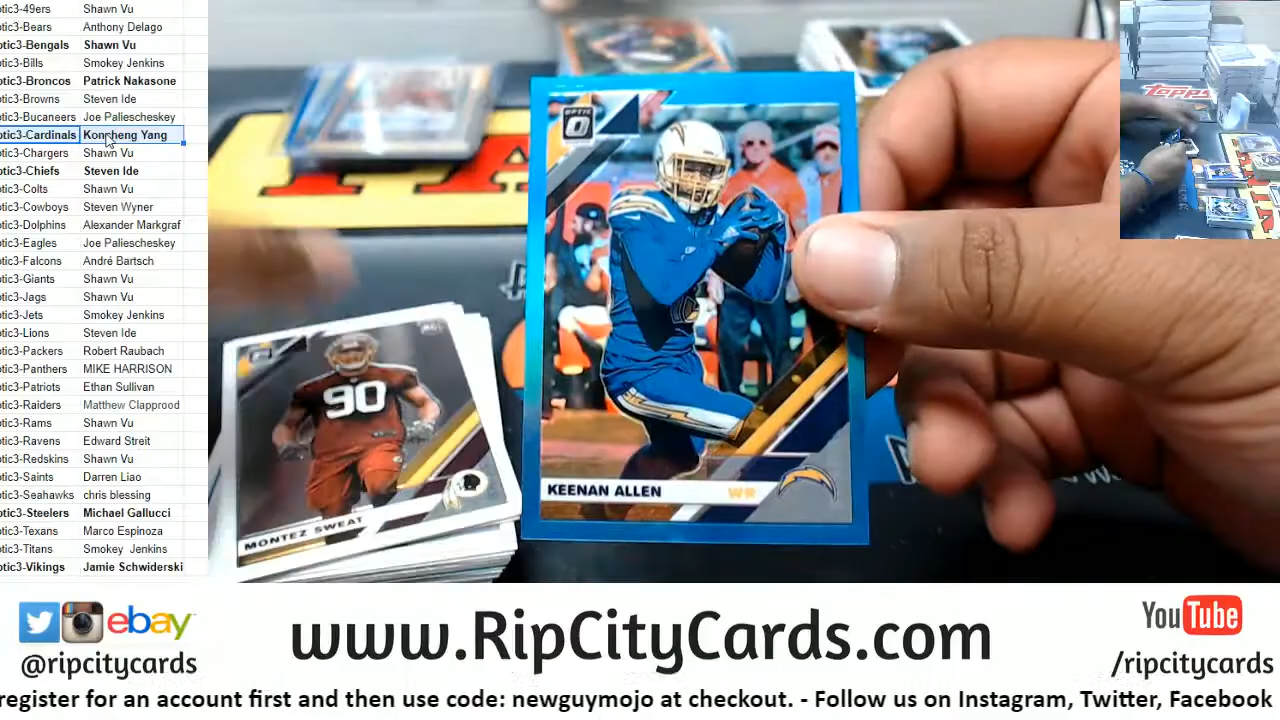 otic3-49ers Shawn Vu
otic3-Bears Anthony Delago
otic3-Bengals Shawn Vu
otic3-Bills Smokey Jenkins
otic3-Broncos Patrick Nakasone
otic3-Browns Steven Ide
otic3-Bucaneers Joe Paliescheskey
otic3-Cardinals Kongheng Yang
otic3-Chargers Shawn Vu
otic3-Chiefs Steven Ide
otic3-Colts Shawn Vu
otic3-Cowboys Steven Wyner
otic3-Dolphins Alexander Markgraf
otic3-Eagles Joe Paliescheskey
otic3-Falcons André Bartsch
otic3-Giants Shawn Vu
otic3-Jags Shawn Vu
otic3-Jets Smokey Jenkins
otic3-Lions Steven Ide
otic3-Packers Robert Raubach
otic3-Panthers MIKE HARRISON
otic3-Patriots Ethan Sullivan
otic3-Raiders Matthew Clapprood
otic3-Rams Shawn Vu
otic3-Ravens Edward Streit
otic3-Redskins Shawn Vu
otic3-Saints Darren Liao
otic3-Seahawks chris blessing
otic3-Steelers Michael Gallucci
otic3-Texans Marco Espinoza
otic3-Titans Smokey Jenkins
otic3-Vikings Jamie Schwiderski
OPTIC
KEENAN ALLEN WR
90
MONTEZ SWEAT
TOPPS
ebay
@ripcitycards
www.RipCityCards.com
YouTube
/ripcitycards
register for an account first and then use code: newguymojo at checkout. - Follow us on Instagram, Twitter, Facebook